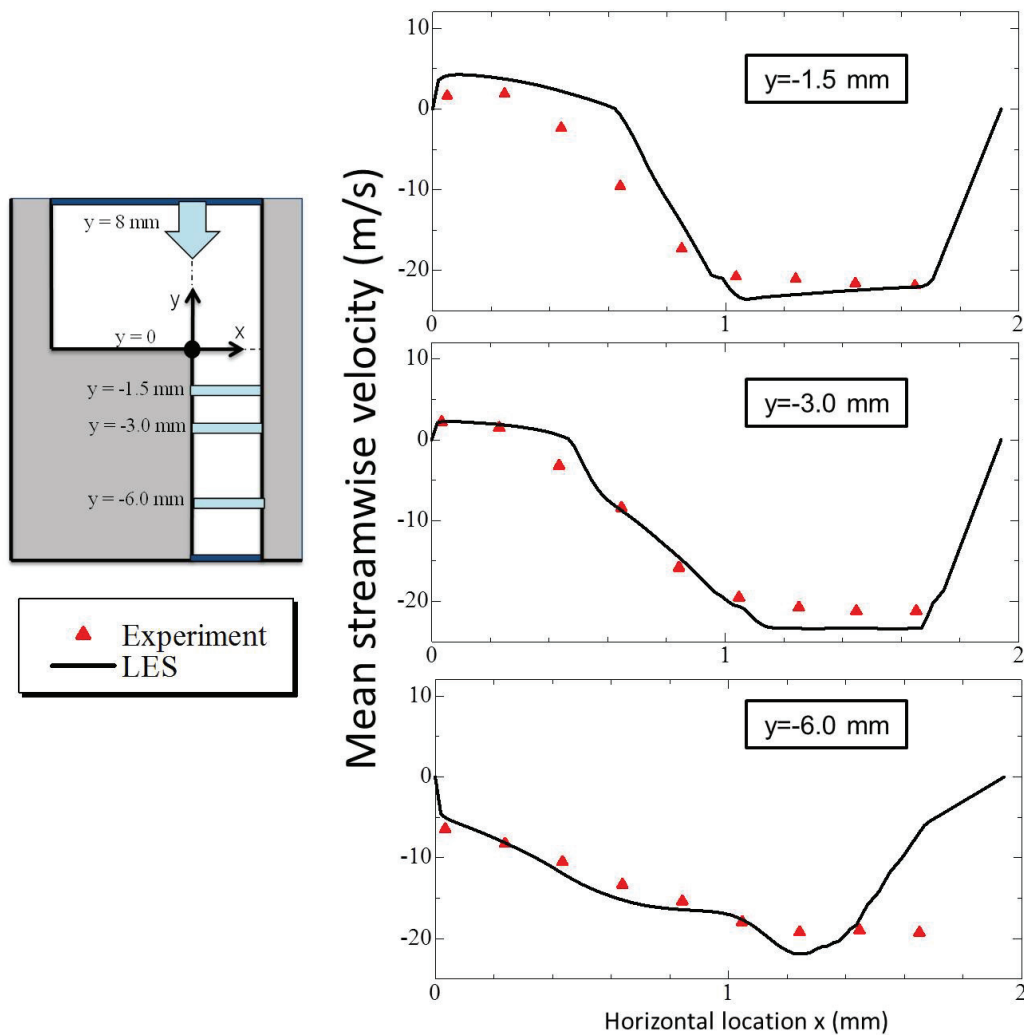 y = 8 mm
y
y = 0
x
y = -1.5 mm
y = -3.0 mm
y = -6.0 mm
Experiment
LES
Mean streamwise velocity (m/s)
y=-1.5 mm
10
0
-10
-20
0
1
2
y=-3.0 mm
10
0
-10
-20
0
1
2
y=-6.0 mm
10
0
-10
-20
0
1
2
Horizontal location x (mm)